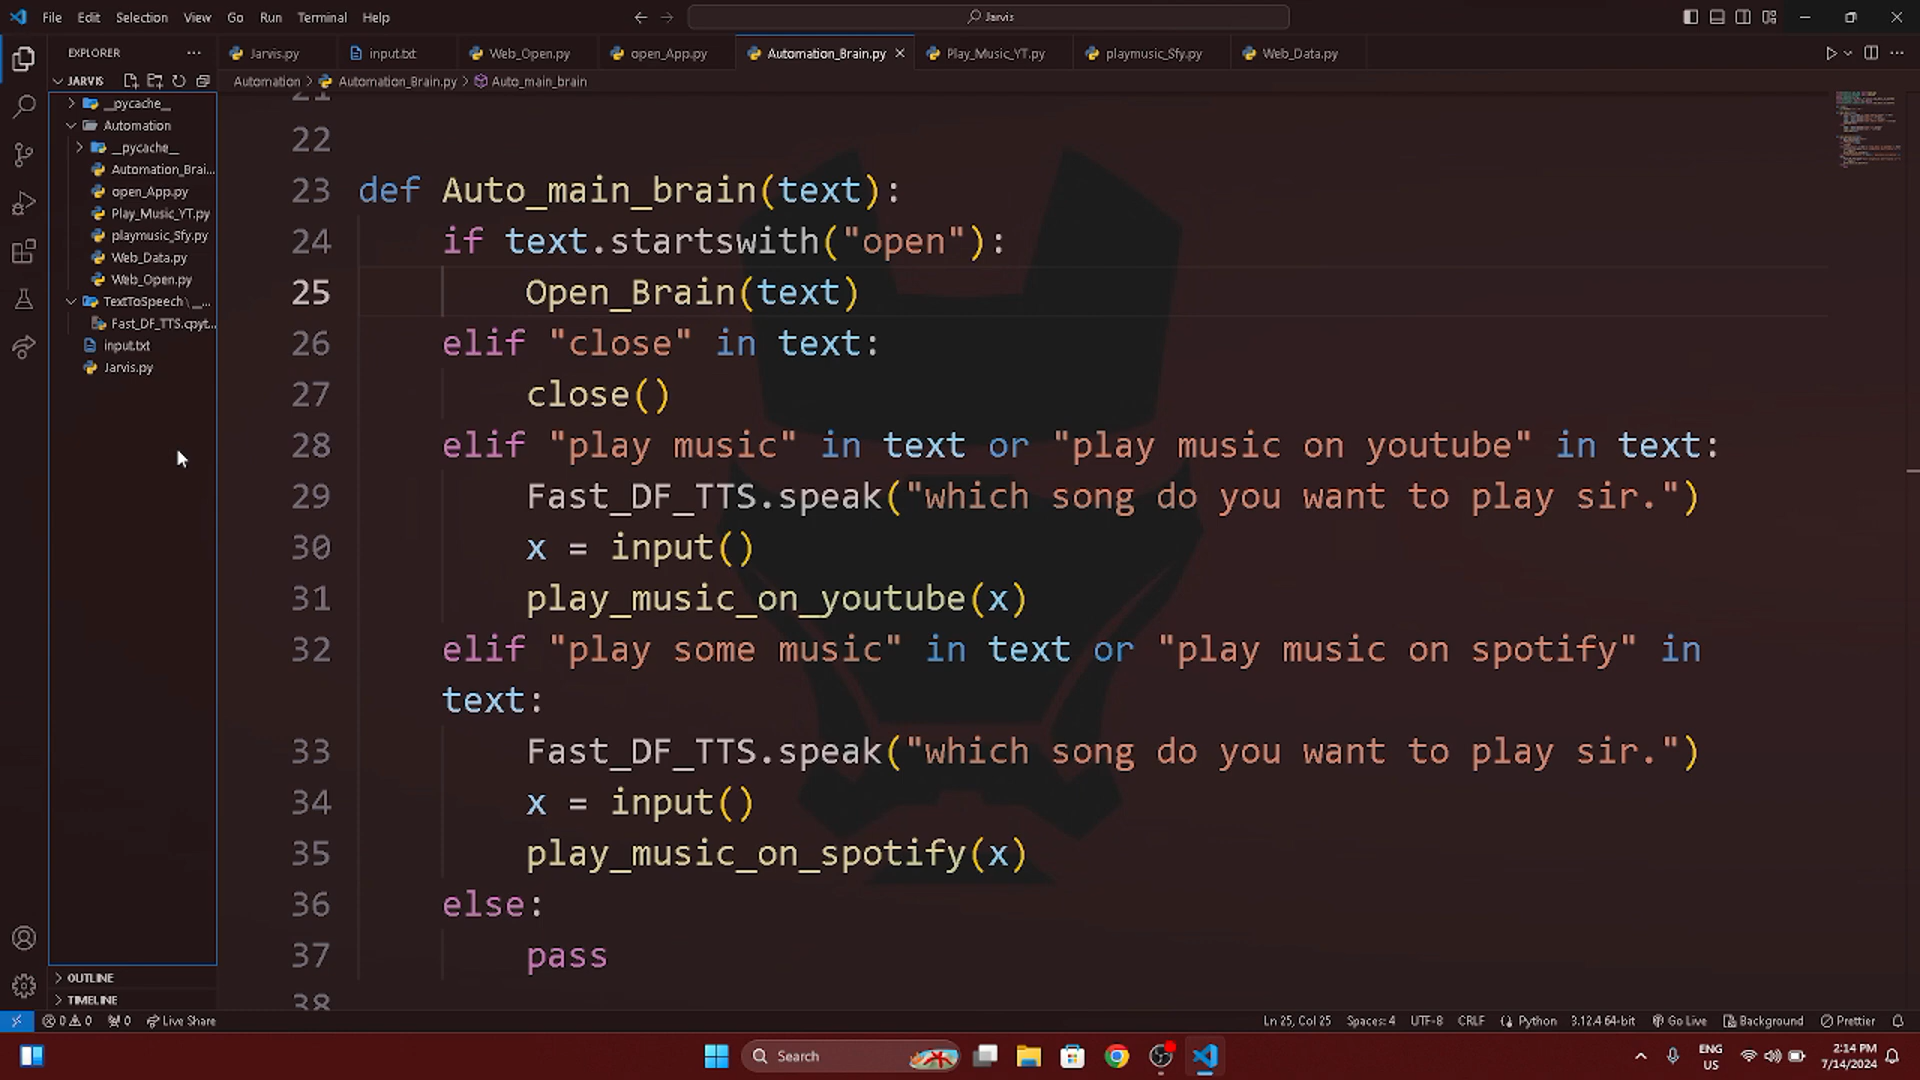 File Edit Selection View Go Run Terminal Help
Jarvis
EXPLORER
Jarvis.py input.txt Web_Open.py open_App.py Automation_Brain.py Play_Music_YT.py playmusic_Sfy.py Web_Data.py
JARVIS
Automation > Automation_Brain.py > Auto_main_brain
__pycache__
Automation
__pycache__
Automation_Brai...
open_App.py
Play_Music_YT.py
playmusic_Sfy.py
Web_Data.py
Web_Open.py
TextToSpeech\_...
Fast_DF_TTS.cpyt...
input.txt
Jarvis.py
OUTLINE
TIMELINE
21
22
23 def Auto_main_brain(text):
24 if text.startswith("open"):
25 Open_Brain(text)
26 elif "close" in text:
27 close()
28 elif "play music" in text or "play music on youtube" in text:
29 Fast_DF_TTS.speak("which song do you want to play sir.")
30 x = input()
31 play_music_on_youtube(x)
32 elif "play some music" in text or "play music on spotify" in
text:
33 Fast_DF_TTS.speak("which song do you want to play sir.")
34 x = input()
35 play_music_on_spotify(x)
36 else:
37 pass
38
0 0 0 Live Share Ln 25, Col 25 Spaces: 4 UTF-8 CRLF Python 3.12.4 64-bit Go Live Background Prettier
Search
ENG
US
2:14 PM
7/14/2024